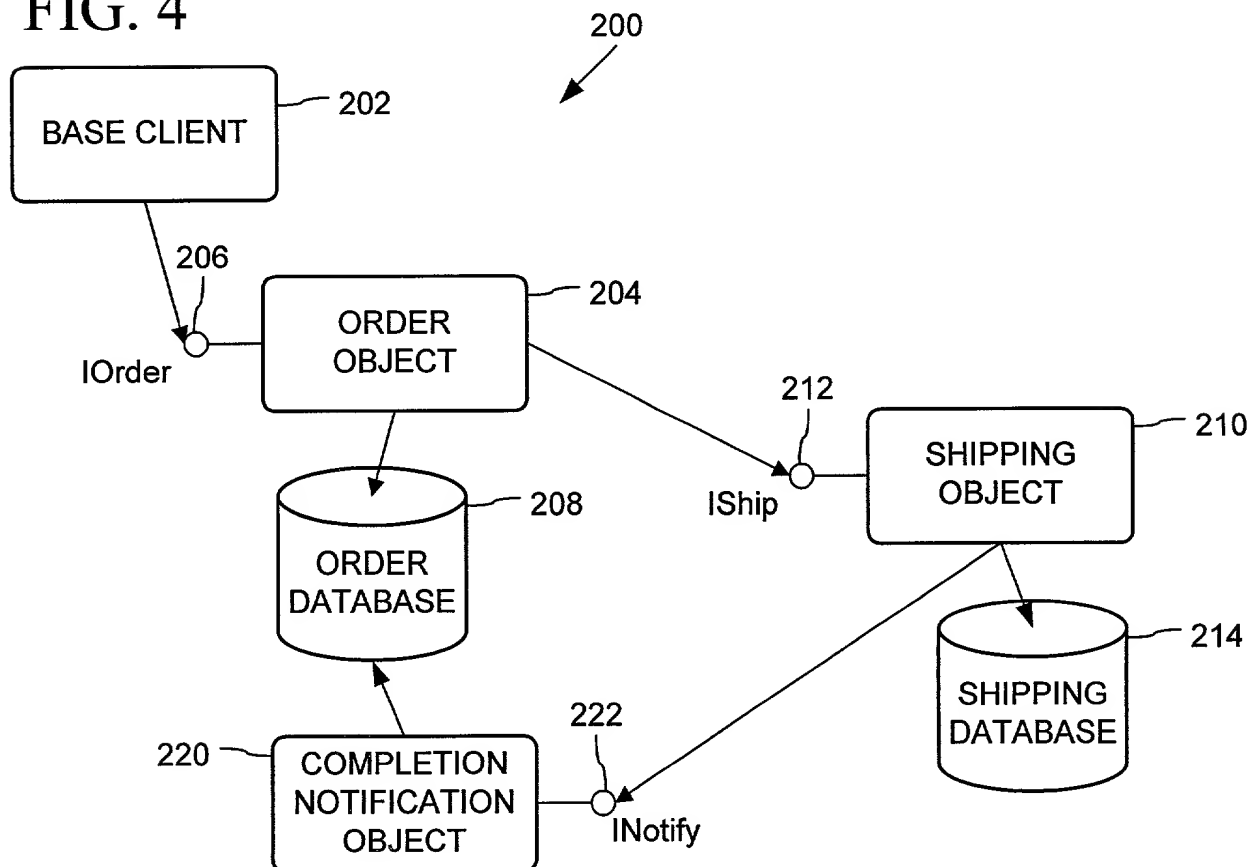 FIG. 4
200
202
BASE CLIENT
206
204
ORDER
OBJECT
IOrder
212
210
SHIPPING
OBJECT
IShip
208
ORDER
DATABASE
214
SHIPPING
DATABASE
222
220
COMPLETION
NOTIFICATION
OBJECT
INotify